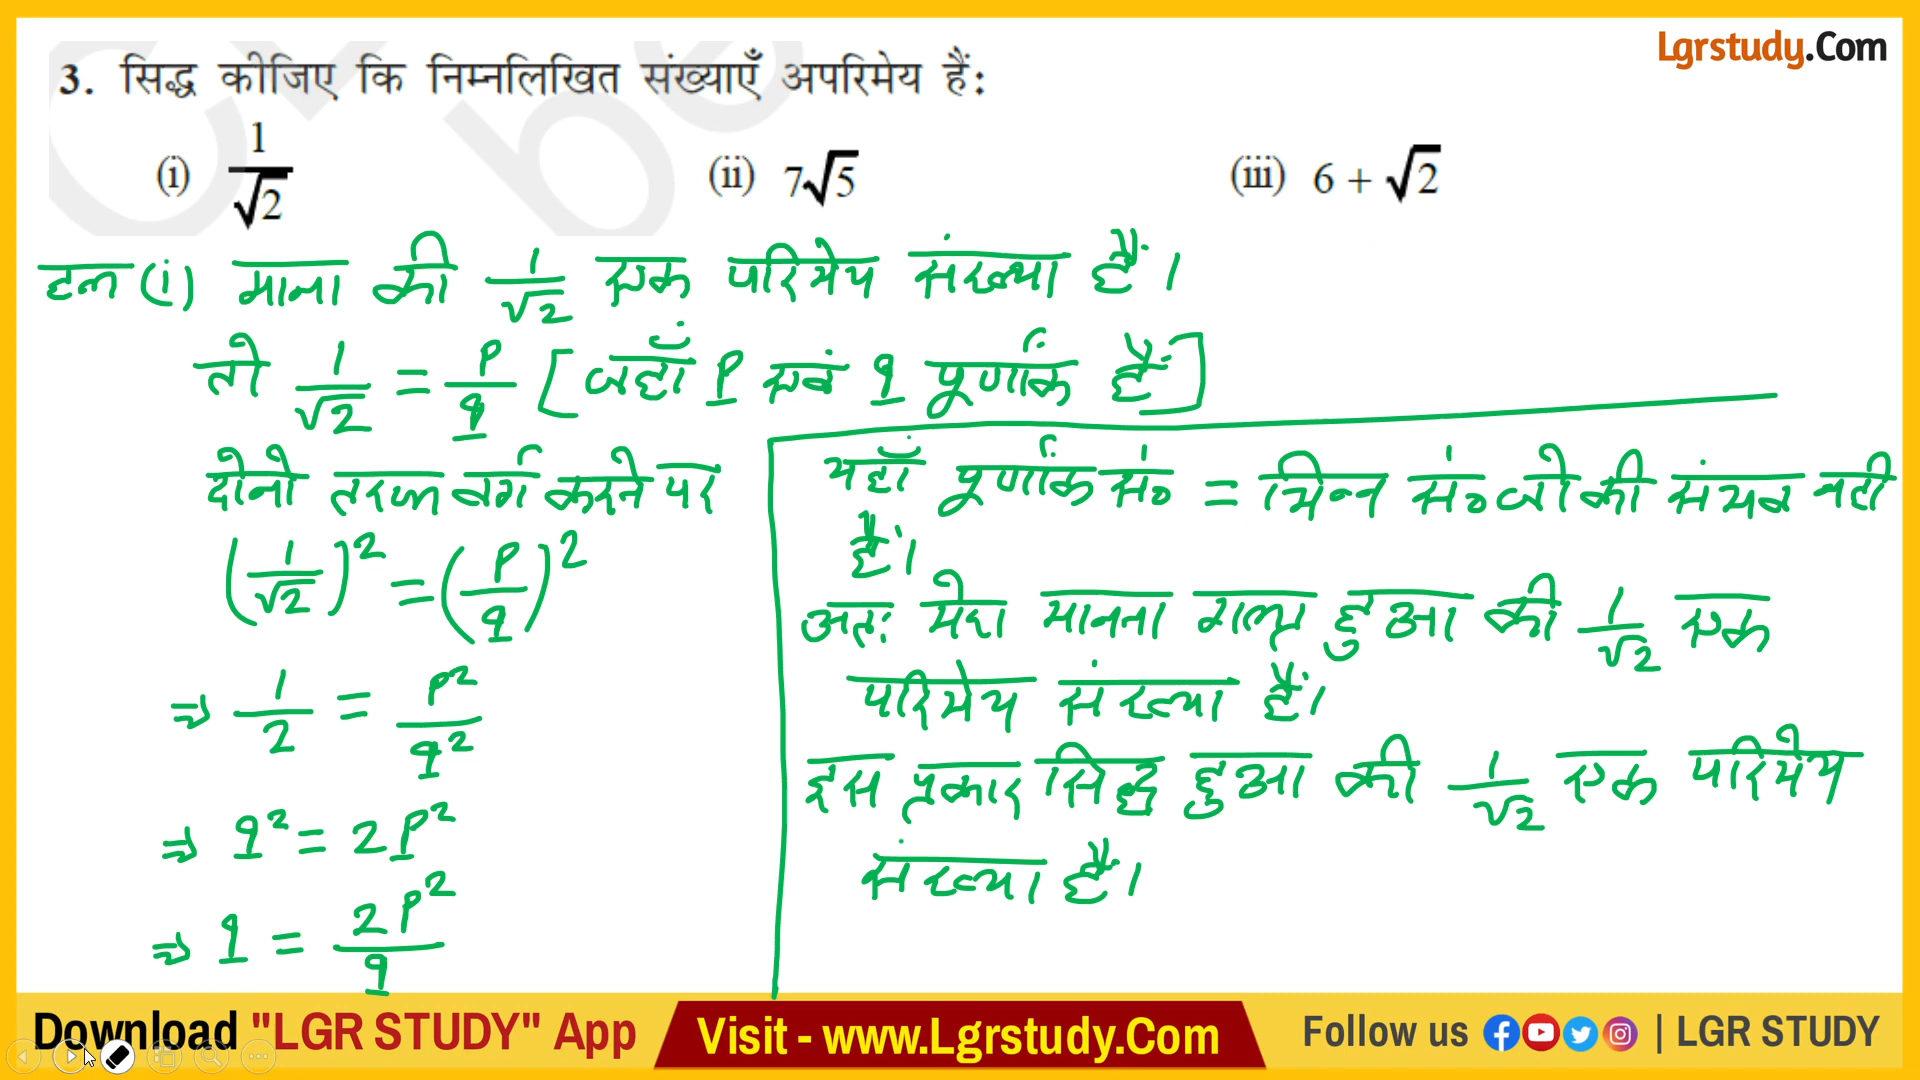 Lgrstudy.Com
3. सिद्ध कीजिए कि निम्नलिखित संख्याएँ अपरिमेय हैं:
(i) 1/√2 (ii) 7√5 (iii) 6 + √2
हल (i) माना की 1/√2 एक परिमेय संख्या हैं।
तो 1/√2 = P/q [जहाँ P एवं q पूर्णांक हैं]
दोनो तरफ वर्ग करने पर
(1/√2)² = (P/q)²
⇒ 1/2 = P²/q²
⇒ q² = 2P²
⇒ q = 2P²/q
यहाँ पूर्णांक सं० = भिन्न सं० जो की संभव नही
हैं।
अतः मेरा मानना गलत हुआ की 1/√2 एक
परिमेय संख्या हैं।
इस प्रकार सिद्ध हुआ की 1/√2 एक परिमेय
संख्या हैं।
Download "LGR STUDY" App
Visit - www.Lgrstudy.Com
Follow us | LGR STUDY